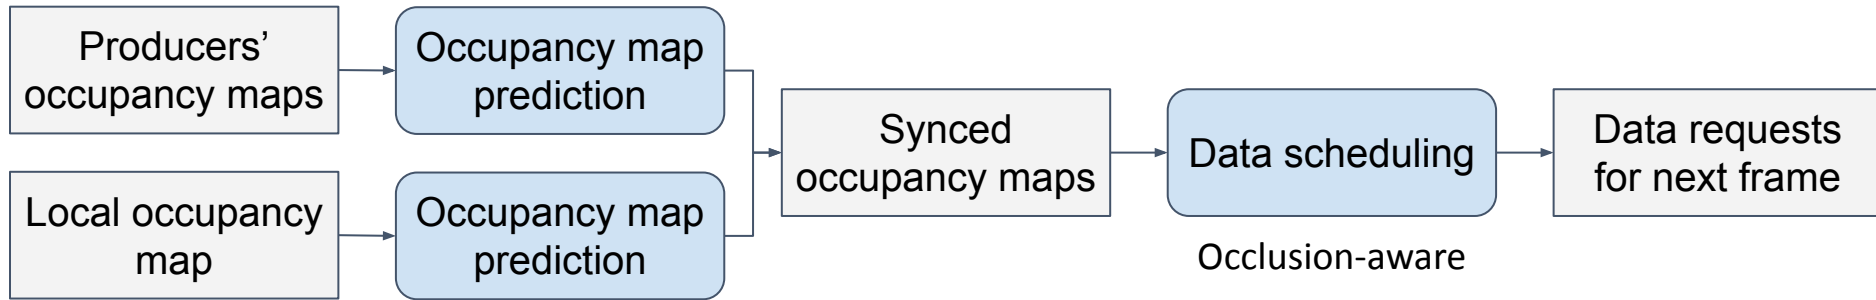 Producers’
occupancy maps
Occupancy map
prediction
Local occupancy
map
Occupancy map
prediction
Synced
occupancy maps
Data scheduling
Occlusion-aware
Data requests
for next frame